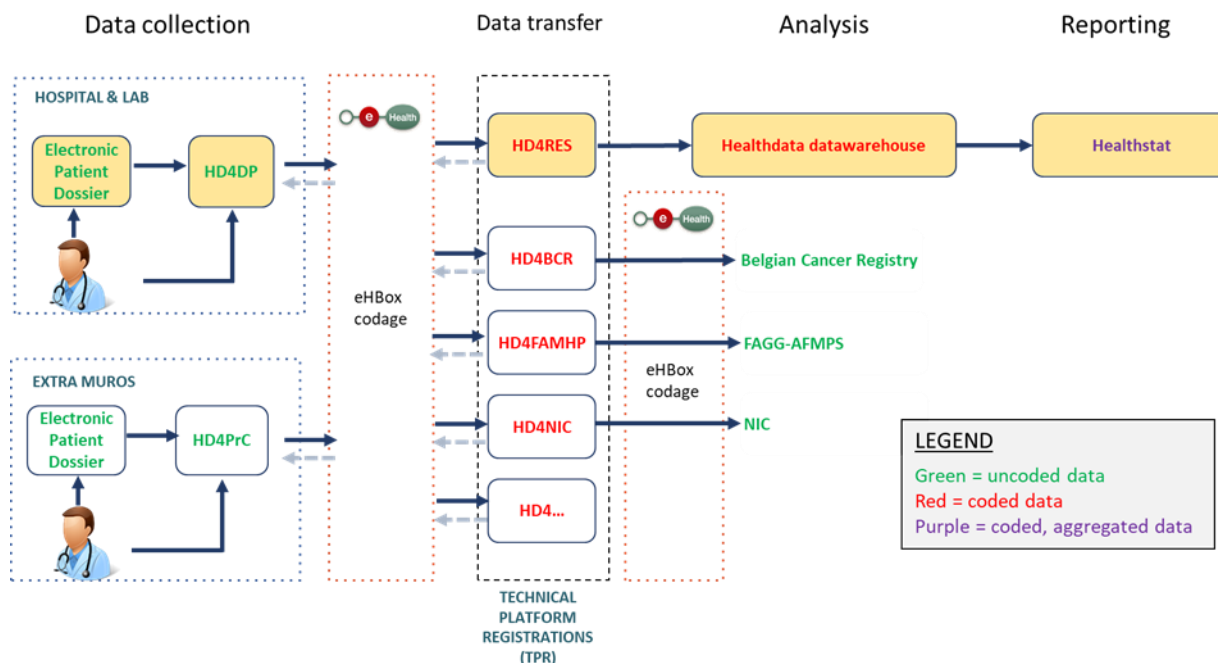 Data collection
Data transfer
Analysis
Reporting
HOSPITAL & LAB
Electronic
Patient
Dossier
HD4DP
e Health
eHBox
codage
HD4RES
Healthdata datawarehouse
Healthstat
HD4BCR
e Health
Belgian Cancer Registry
HD4FAMHP
FAGG-AFMPS
eHBox
codage
EXTRA MUROS
Electronic
Patient
Dossier
HD4PrC
HD4NIC
NIC
HD4...
TECHNICAL
PLATFORM
REGISTRATIONS
(TPR)
LEGEND
Green = uncoded data
Red = coded data
Purple = coded, aggregated data